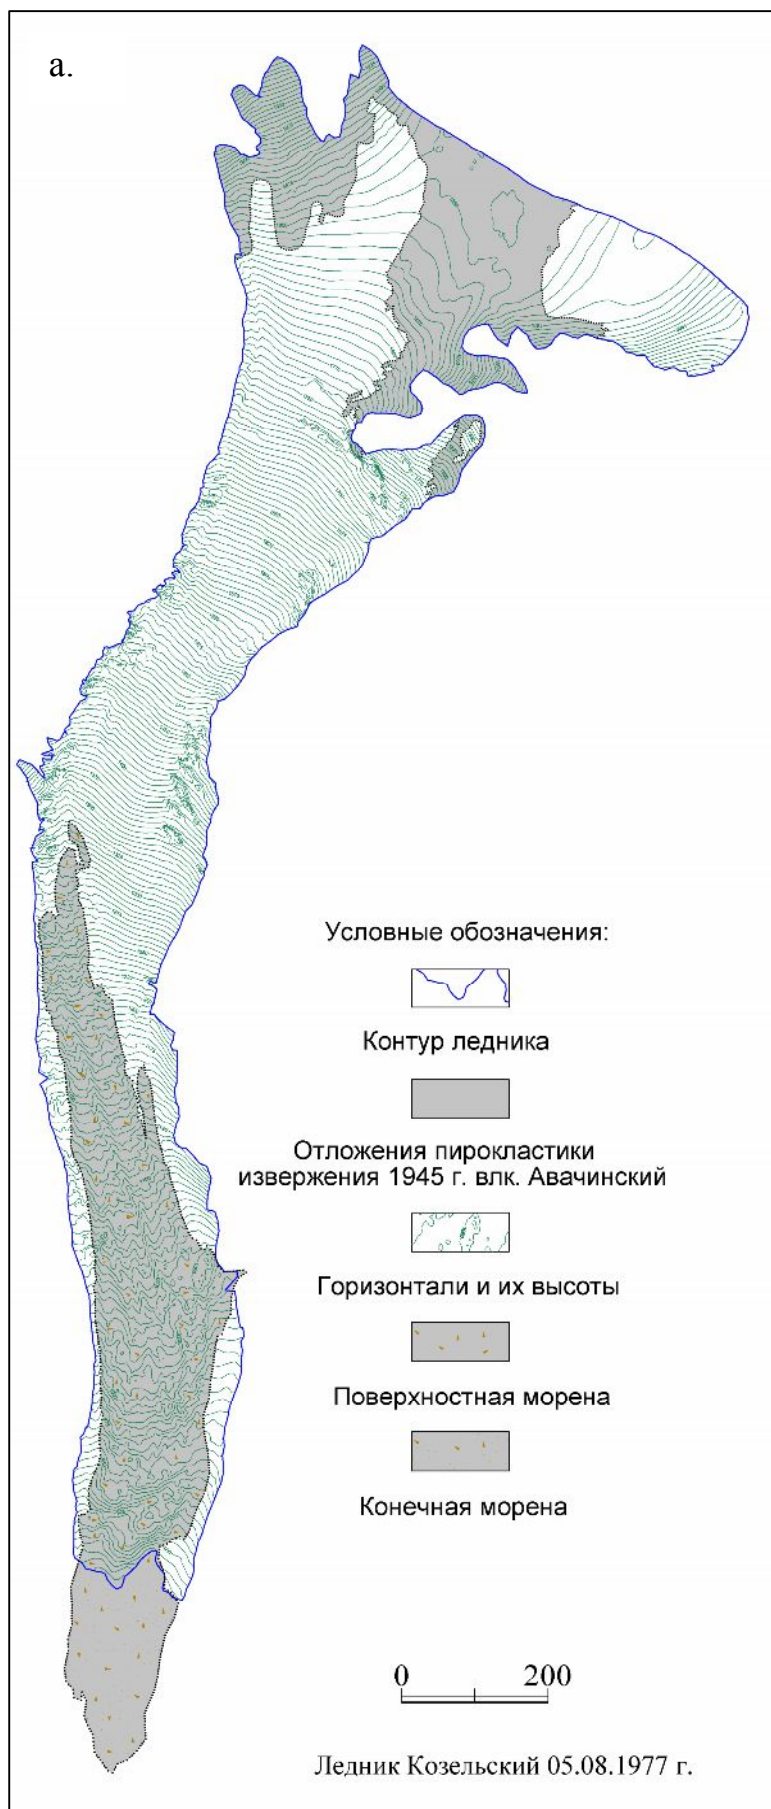 а.
Условные обозначения:
Контур ледника
Отложения пирокластики
извержения 1945 г. влк. Авачинский
Горизонтали и их высоты
Поверхностная морена
Конечная морена
0 200
Ледник Козельский 05.08.1977 г.